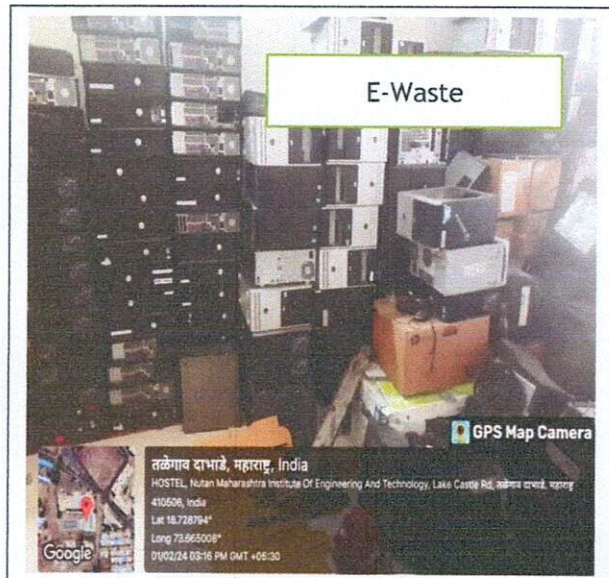 E-Waste
GPS Map Camera
तळेगाव दाभाडे, महाराष्ट्र, India
HOSTEL, Nutan Maharashtra Institute Of Engineering And Technology, Lake Castle Rd, तळेगाव दाभाडे, महाराष्ट्र
410506, India
Lat 18.728794°
Long 73.665008°
01/02/24 03:16 PM GMT +05:30
Google